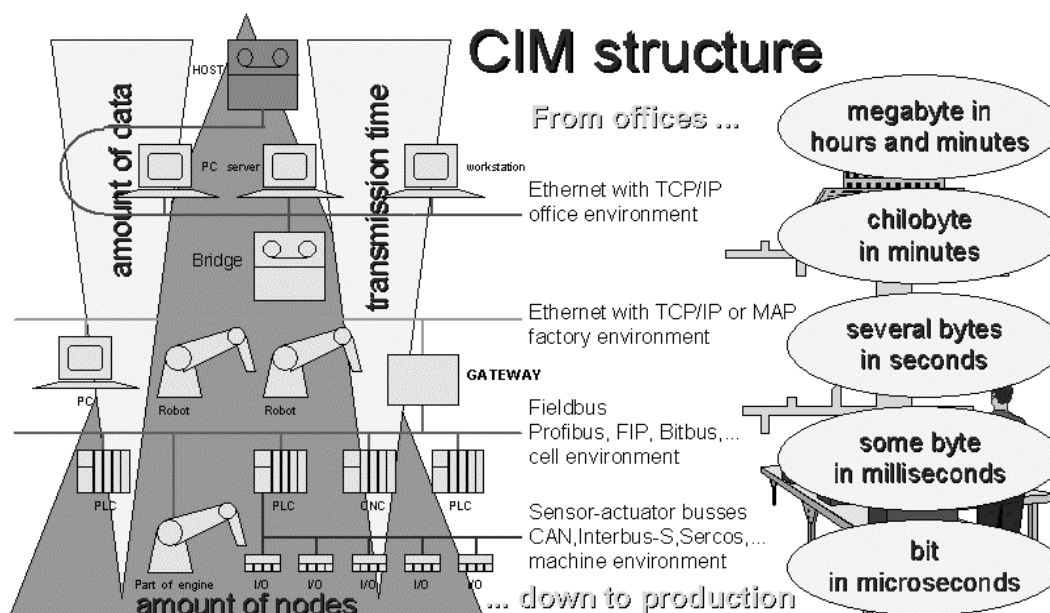 CIM structure
HOST
amount of data
transmission time
From offices ...
megabyte in
hours and minutes
PC server
workstation
Ethernet with TCP/IP
office environment
chilobyte
in minutes
Bridge
Ethernet with TCP/IP or MAP
factory environment
several bytes
in seconds
PC
Robot
Robot
GATEWAY
Fieldbus
Profibus, FIP, Bitbus,...
cell environment
some byte
in milliseconds
PLC
PLC
CNC
PLC
Sensor-actuator busses
CAN,Interbus-S,Sercos,...
machine environment
bit
in microseconds
Part of engine
I/O
I/O
I/O
I/O
I/O
amount of nodes
... down to production